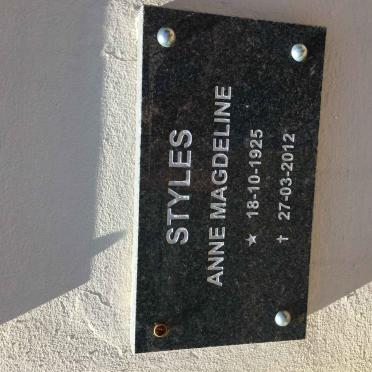 STYLES
ANNE MAGDELINE
★ 18-10-1925
† 27-03-2012